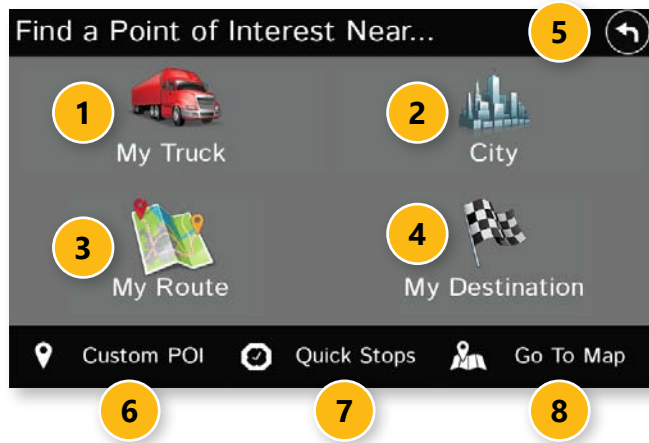 Find a Point of Interest Near...
5
1
My Truck
2
City
3
My Route
4
My Destination
Custom POI
Quick Stops
Go To Map
6
7
8